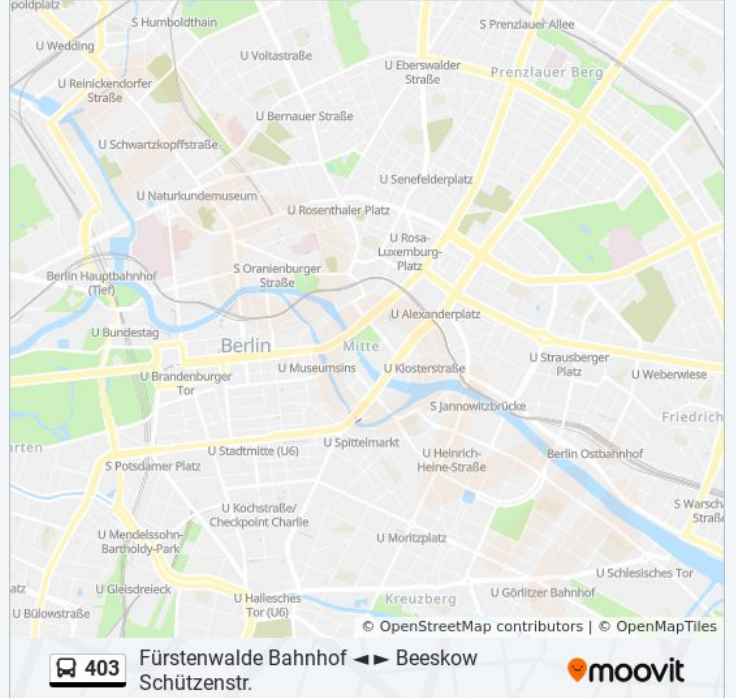 poldplatz
S Humboldthain
S Prenzlauer Allee
U Wedding
U Voltastraße
U Eberswalder
Straße
Prenzlauer Berg
U Reinickendorfer
Straße
U Bernauer Straße
U Schwartzkopffstraße
U Senefelderplatz
U Naturkundemuseum
U Rosenthaler Platz
U Rosa-
Luxemburg-
Platz
Berlin Hauptbahnhof
(Tief)
S Oranienburger
Straße
U Alexanderplatz
U Bundestag
Berlin
Mitte
U Strausberger
Platz
U Museumsins
U Klosterstraße
U Weberwiese
U Brandenburger
Tor
S Jannowitzbrücke
Friedrich
rten
U Stadtmitte (U6)
U Spittelmarkt
U Heinrich-
Heine-Straße
Berlin Ostbahnhof
S Potsdamer Platz
S Warsch
Straße
U Kochstraße/
Checkpoint Charlie
U Mendelssohn-
Bartholdy-Park
U Moritzplatz
U Schlesisches Tor
atz
U Gleisdreieck
U Hallesches
Tor (U6)
Kreuzberg
U Görlitzer Bahnhof
U Bülowstraße
© OpenStreetMap contributors | © OpenMapTiles
403
Fürstenwalde Bahnhof ◄ ► Beeskow
Schützenstr.
moovit